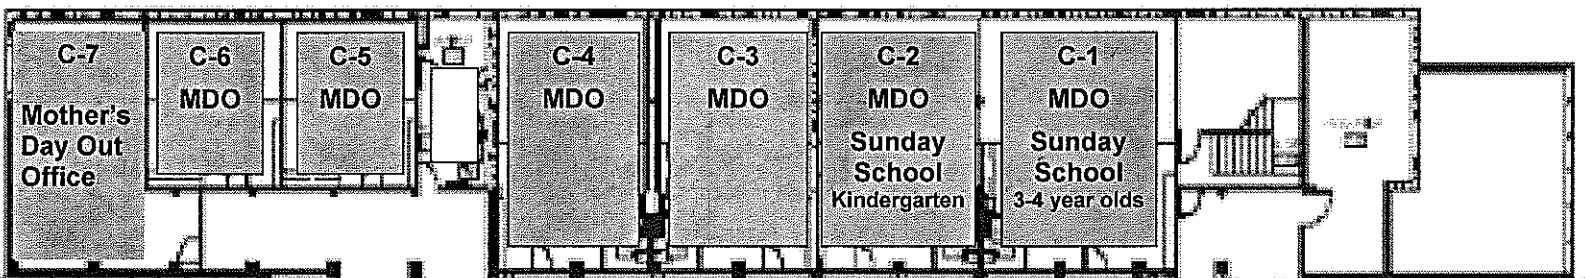 C-7
Mother's
Day Out
Office
C-6
MDO
C-5
MDO
C-4
MDO
C-3
MDO
C-2
MDO
Sunday
School
Kindergarten
C-1
MDO
Sunday
School
3-4 year olds